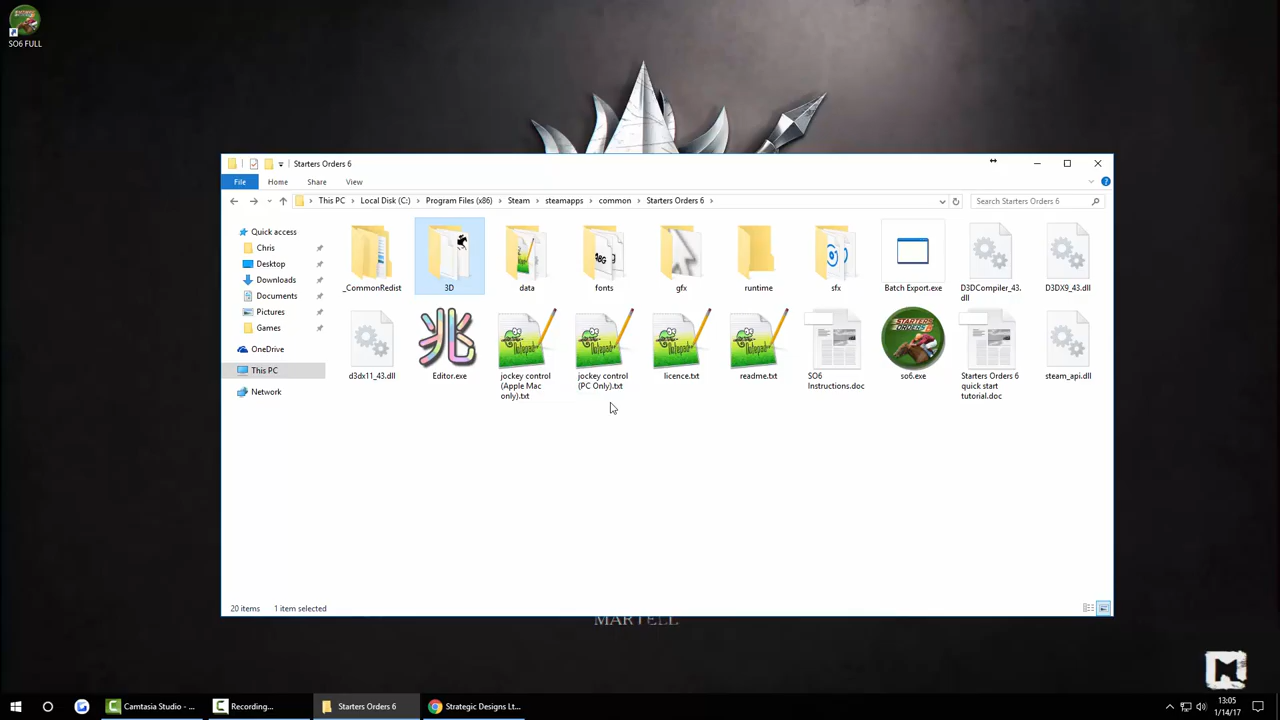 SO6 FULL
Starters Orders 6
File Home Share View
This PC Local Disk (C:) Program Files (x86) Steam steamapps common Starters Orders 6
Search Starters Orders 6
Quick access
Chris
Desktop
Downloads
Documents
Pictures
Games
OneDrive
This PC
Network
_CommonRedist
3D
data
fonts
gfx
runtime
sfx
Batch Export.exe
D3DCompiler_43.
dll
D3DX9_43.dll
d3dx11_43.dll
兆
Editor.exe
jockey control
(Apple Mac
only).txt
jockey control
(PC Only).txt
licence.txt
readme.txt
SO6
Instructions.doc
STARTERS
ORDERS
so6.exe
Starters Orders 6
quick start
tutorial.doc
steam_api.dll
20 items 1 item selected
MARTELL
Camtasia Studio - ...
Recording...
Starters Orders 6
Strategic Designs Lt...
13:05
1/14/17